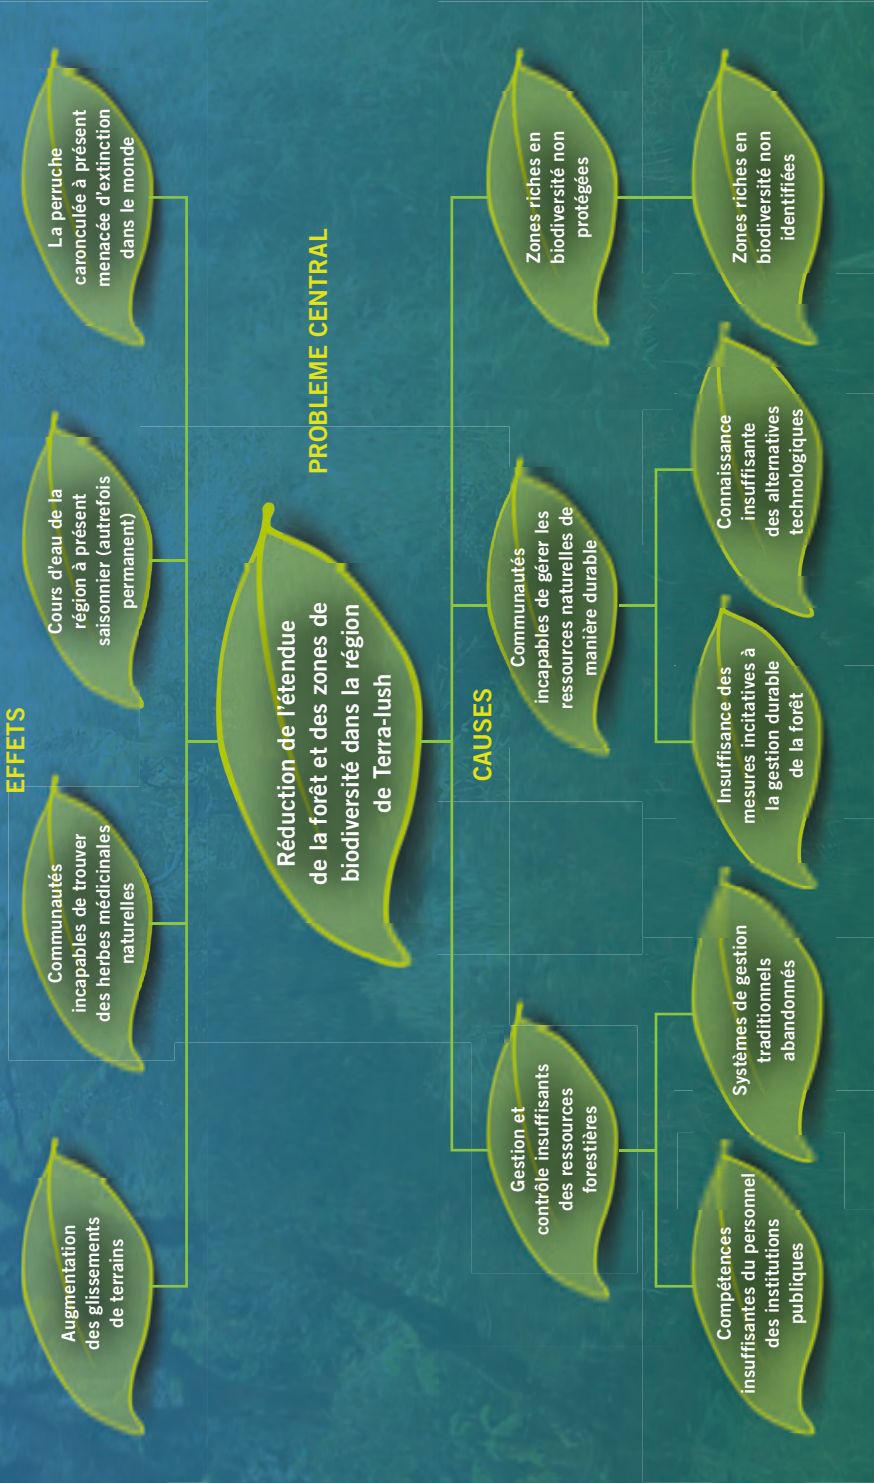 EFFETS
Augmentation
des glissements
de terrains
Communautés
incapables de trouver
des herbes médicinales
naturelles
Cours d'eau de la
région à présent
saisonnier (autrefois
permanent)
La perruche
caronculée à présent
menacée d'extinction
dans le monde
Réduction de l'étendue
de la forêt et des zones de
biodiversité dans la région
de Terra-lush
PROBLEME CENTRAL
CAUSES
Gestion et
contrôle insuffisants
des ressources
forestières
Communautés
incapables de gérer les
ressources naturelles de
manière durable
Zones riches en
biodiversité non
protégées
Compétences
insuffisantes du personnel
des institutions
publiques
Systèmes de gestion
traditionnels
abandonnés
Insuffisance des
mesures incitatives à
la gestion durable
de la forêt
Connaissance
insuffisante
des alternatives
technologiques
Zones riches en
biodiversité non
identifiées